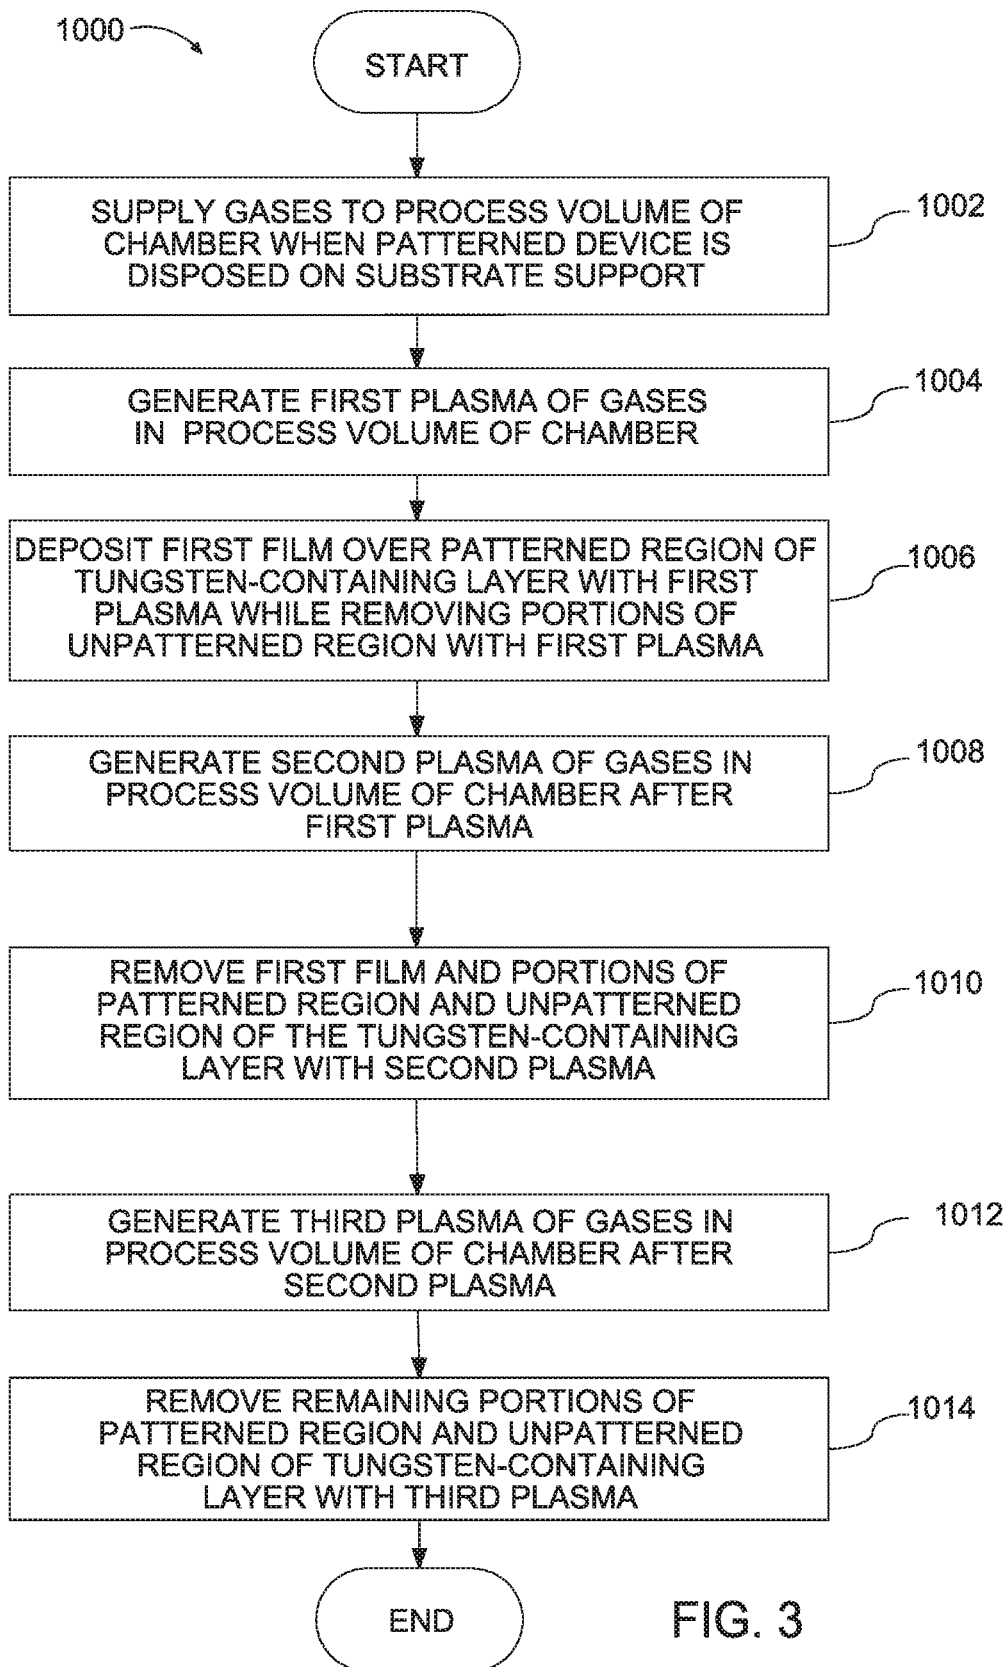 1000
START
SUPPLY GASES TO PROCESS VOLUME OF
CHAMBER WHEN PATTERNED DEVICE IS
DISPOSED ON SUBSTRATE SUPPORT
1002
GENERATE FIRST PLASMA OF GASES
IN PROCESS VOLUME OF CHAMBER
1004
DEPOSIT FIRST FILM OVER PATTERNED REGION OF
TUNGSTEN-CONTAINING LAYER WITH FIRST
PLASMA WHILE REMOVING PORTIONS OF
UNPATTERNED REGION WITH FIRST PLASMA
1006
GENERATE SECOND PLASMA OF GASES IN
PROCESS VOLUME OF CHAMBER AFTER
FIRST PLASMA
1008
REMOVE FIRST FILM AND PORTIONS OF
PATTERNED REGION AND UNPATTERNED
REGION OF THE TUNGSTEN-CONTAINING
LAYER WITH SECOND PLASMA
1010
GENERATE THIRD PLASMA OF GASES IN
PROCESS VOLUME OF CHAMBER AFTER
SECOND PLASMA
1012
REMOVE REMAINING PORTIONS OF
PATTERNED REGION AND UNPATTERNED
REGION OF TUNGSTEN-CONTAINING
LAYER WITH THIRD PLASMA
1014
END
FIG. 3